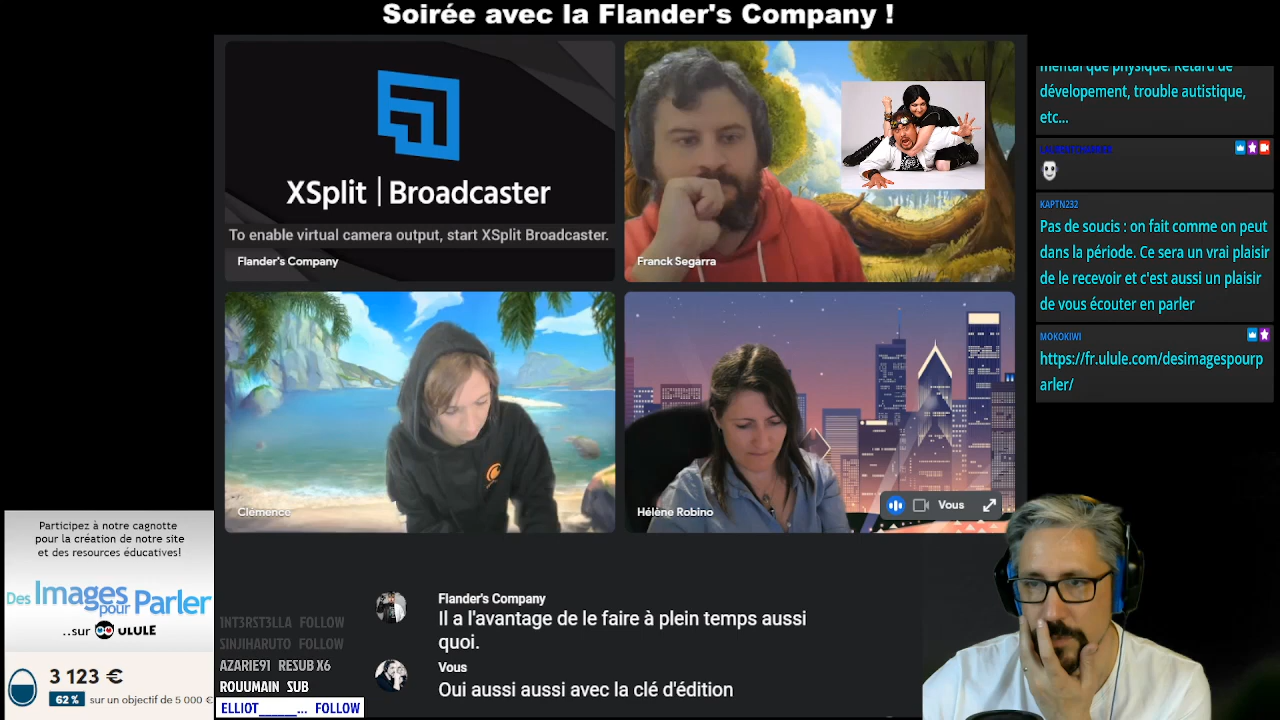 Soirée avec la Flander's Company !
XSplit | Broadcaster
To enable virtual camera output, start XSplit Broadcaster.
Flander's Company
Franck Segarra
Clémence
Hélène Robino
Vous
mental que physique. Retard de
dévelopement, trouble autistique,
etc...
KAPTN232
Pas de soucis : on fait comme on peut
dans la période. Ce sera un vrai plaisir
de le recevoir et c'est aussi un plaisir
de vous écouter en parler
MOKOKIWI
https://fr.ulule.com/desimagespourp
arler/
Participez à notre cagnotte
pour la création de notre site
et des resources éducatives!
Des Images pour Parler
..sur ULULE
3 123 €
62 % sur un objectif de 5 000 €
1NT3RST3LLA FOLLOW
SINJIHARUTO FOLLOW
AZARIE91 RESUB X6
ROUUMAIN SUB
ELLIOT______... FOLLOW
Flander's Company
Il a l'avantage de le faire à plein temps aussi
quoi.
Vous
Oui aussi aussi avec la clé d'édition